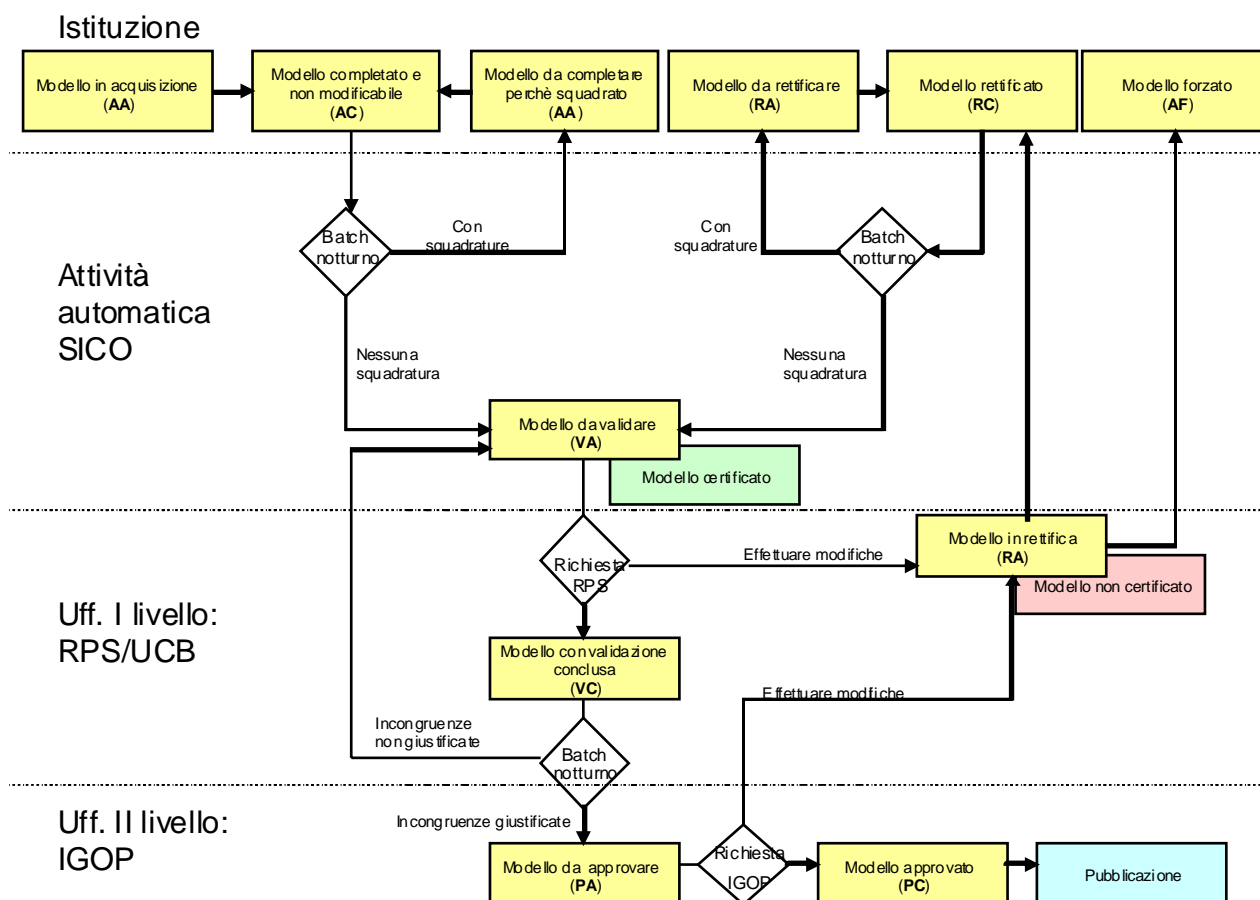 Istituzione
Modello in acquisizione
(AA)
Modello completato e
non modificabile
(AC)
Modello da completare
perchè squadrato
(AA)
Modello da rettificare
(RA)
Modello rettificato
(RC)
Modello forzato
(AF)
Attività
automatica
SICO
Batch
notturno
Con
squadrature
Con
squadrature
Batch
notturno
Nessuna
squadratura
Nessuna
squadratura
Modello da validare
(VA)
Modello certificato
Uff. I livello:
RPS/UCB
Richiesta
RPS
Effettuare modifiche
Modello in rettifica
(RA)
Modello non certificato
Modello con validazione
conclusa
(VC)
Effettuare modifiche
Incongruenze
non giustificate
Batch
notturno
Uff. II livello:
IGOP
Incongruenze giustificate
Modello da approvare
(PA)
Richiesta
IGOP
Modello approvato
(PC)
Pubblicazione